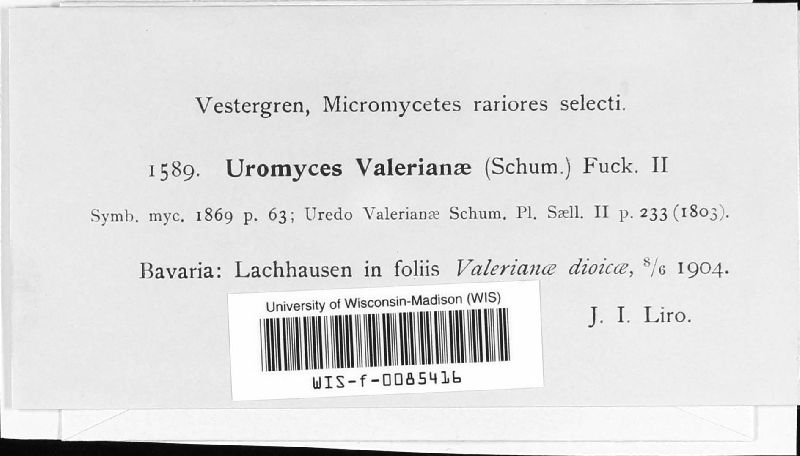 Vestergren, Micromycetes rariores selecti.
1589. Uromyces Valerianæ (Schum.) Fuck. II
Symb. myc. 1869 p. 63; Uredo Valerianæ Schum. Pl. Sæll. II p. 233 (1803).
Bavaria: Lachhausen in foliis Valerianæ dioicæ, 8/6 1904.
J. I. Liro.
University of Wisconsin-Madison (WIS)
WIS-f-0085416